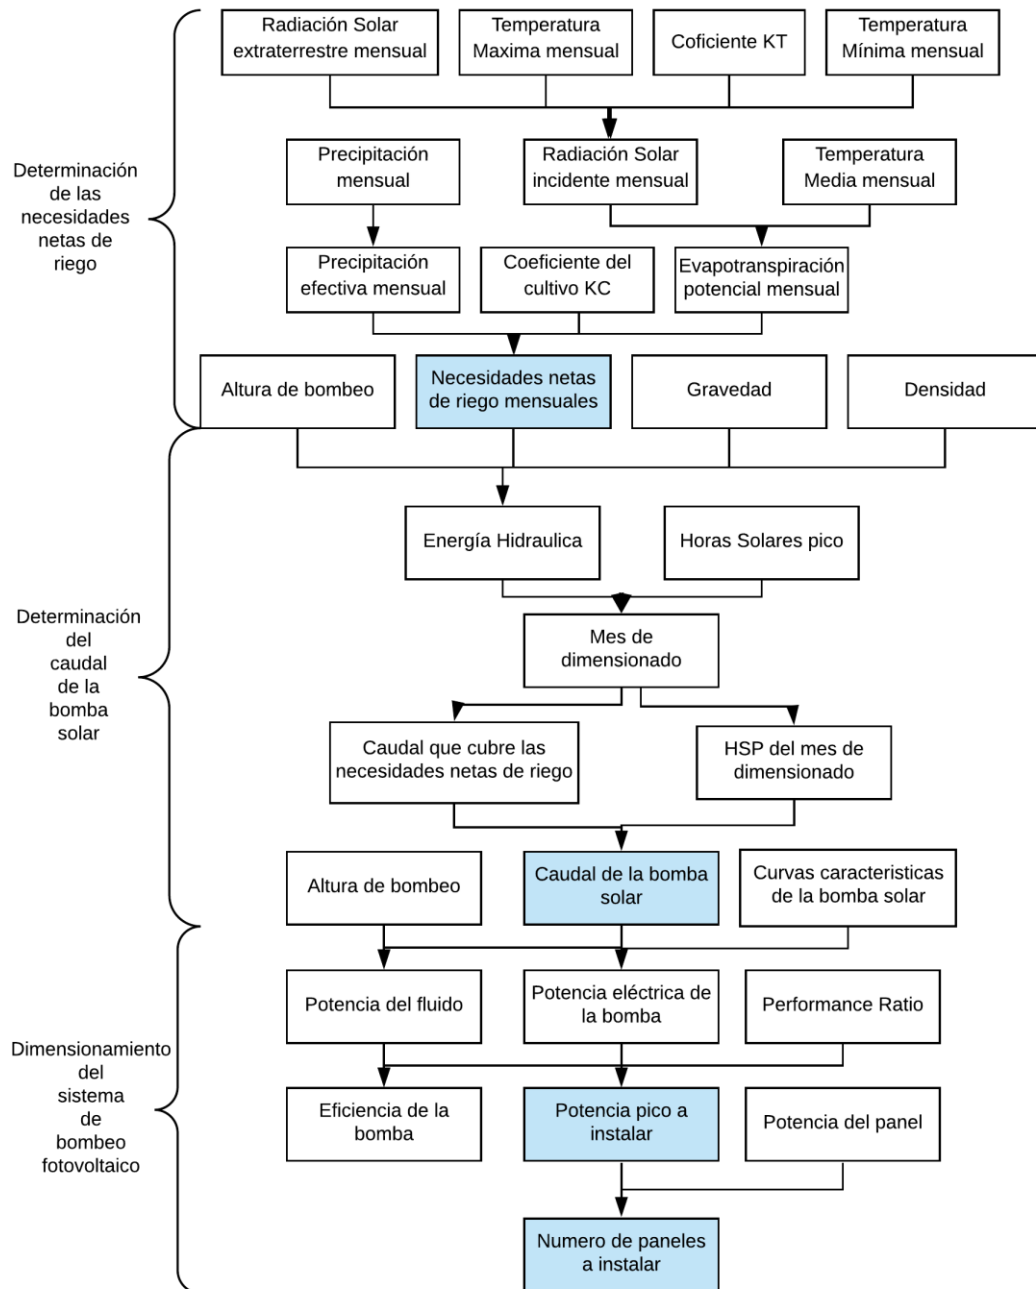 Radiación Solar
extraterrestre mensual
Temperatura
Maxima mensual
Coficiente KT
Temperatura
Mínima mensual
Determinación
de las
necesidades
netas de
riego
Precipitación
mensual
Radiación Solar
incidente mensual
Temperatura
Media mensual
Precipitación
efectiva mensual
Coeficiente del
cultivo KC
Evapotranspiración
potencial mensual
Altura de bombeo
Necesidades netas
de riego mensuales
Gravedad
Densidad
Energía Hidraulica
Horas Solares pico
Determinación
del
caudal
de la
bomba
solar
Mes de
dimensionado
Caudal que cubre las
necesidades netas de riego
HSP del mes de
dimensionado
Altura de bombeo
Caudal de la bomba
solar
Curvas caracteristicas
de la bomba solar
Dimensionamiento
del
sistema
de
bombeo
fotovoltaico
Potencia del fluido
Potencia eléctrica de
la bomba
Performance Ratio
Eficiencia de la
bomba
Potencia pico a
instalar
Potencia del panel
Numero de paneles
a instalar